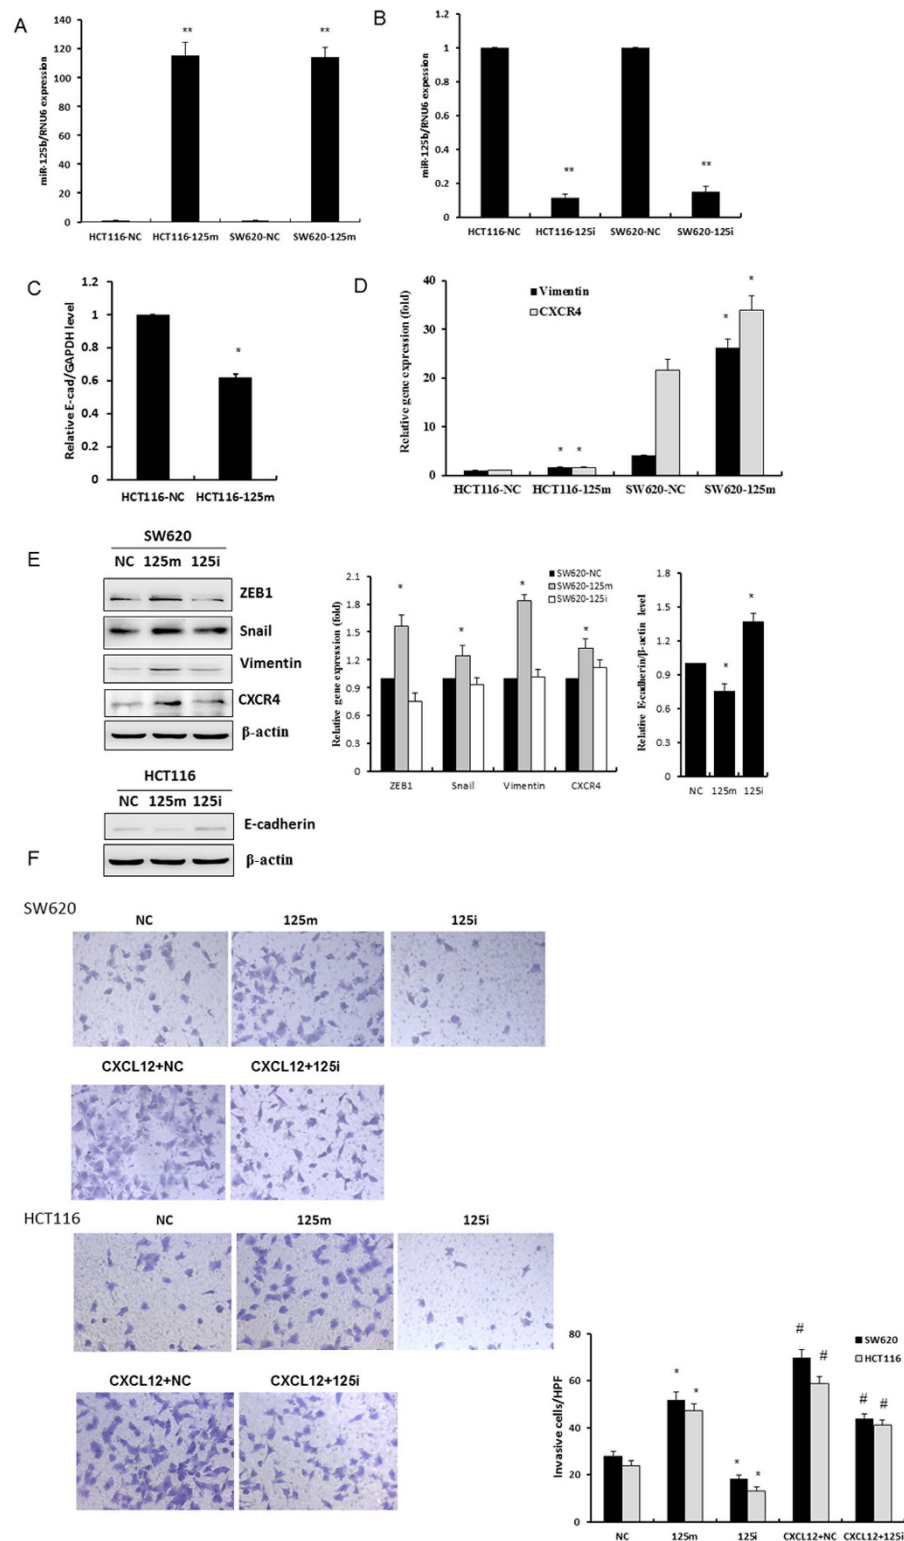 A
miR-125b/RNU6 expression
140
120
100
80
60
40
20
0
**
**
HCT116-NC HCT116-125m SW620-NC SW620-125m
B
miR-125b/RNU6 expession
1.2
1
0.8
0.6
0.4
0.2
0
**
**
HCT116-NC HCT116-125i SW620-NC SW620-125i
C
Relative E-cad/GAPDH level
1.2
1
0.8
0.6
0.4
0.2
0
*
HCT116-NC HCT116-125m
D
Relative gene expression (fold)
40
30
20
10
0
Vimentin
CXCR4
* *
* *
HCT116-NC HCT116-125m SW620-NC SW620-125m
E
SW620
NC 125m 125i
ZEB1
Snail
Vimentin
CXCR4
β-actin
HCT116
NC 125m 125i
E-cadherin
β-actin
Relative gene expression (fold)
2.1
1.8
1.5
1.2
0.9
0.6
0.3
0
SW620-NC
SW620-125m
SW620-125i
* * * *
ZEB1 Snail Vimentin CXCR4
Relative E-cadherin/β-actin level
1.8
1.5
1.2
0.9
0.6
0.3
0
* *
NC 125m 125i
F
SW620
NC 125m 125i
CXCL12+NC CXCL12+125i
HCT116
NC 125m 125i
CXCL12+NC CXCL12+125i
Invasive cells/HPF
80
60
40
20
0
SW620
HCT116
* * * * # # # #
NC 125m 125i CXCL12+NC CXCL12+125i